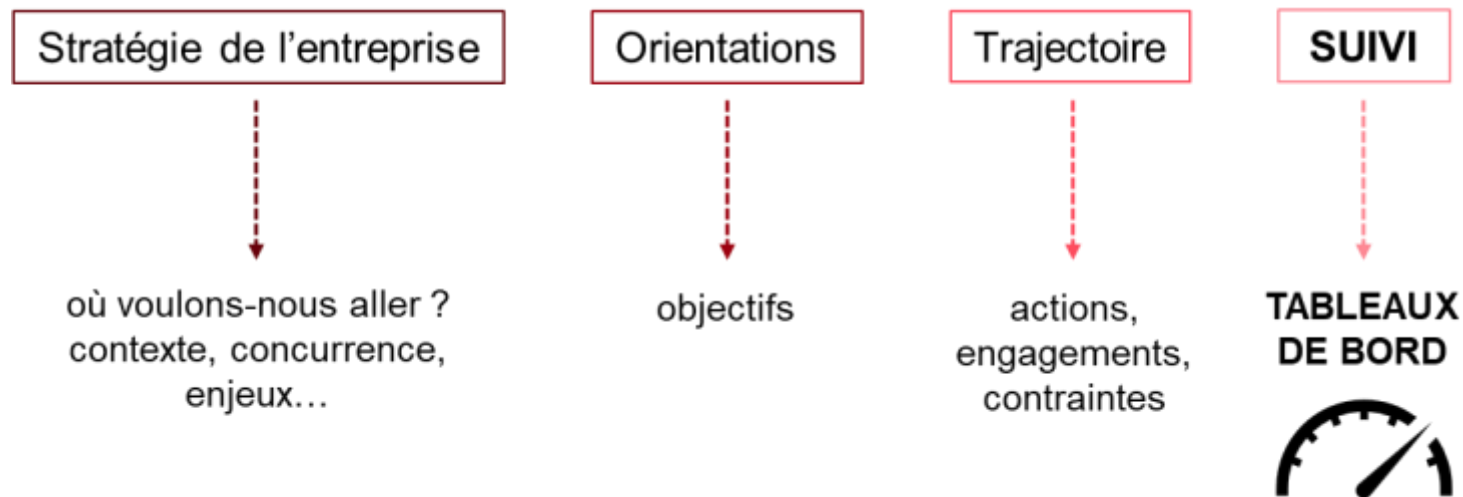 Stratégie de l’entreprise
Orientations
Trajectoire
SUIVI
où voulons-nous aller ?
contexte, concurrence,
enjeux…
objectifs
actions,
engagements,
contraintes
TABLEAUX
DE BORD